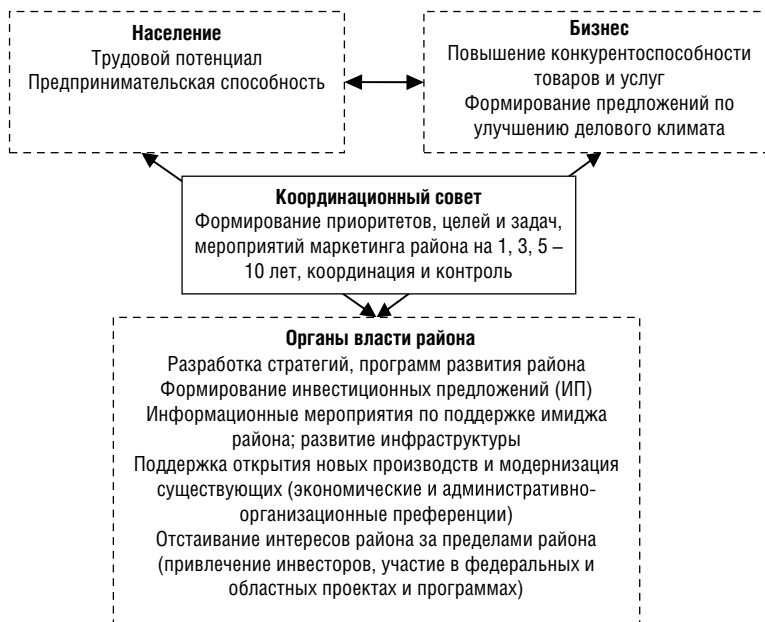 Население
Трудовой потенциал
Предпринимательская способность
Бизнес
Повышение конкурентоспособности
товаров и услуг
Формирование предложений по
улучшению делового климата
Координационный совет
Формирование приоритетов, целей и задач,
мероприятий маркетинга района на 1, 3, 5 –
10 лет, координация и контроль
Органы власти района
Разработка стратегий, программ развития района
Формирование инвестиционных предложений (ИП)
Информационные мероприятия по поддержке имиджа
района; развитие инфраструктуры
Поддержка открытия новых производств и модернизация
существующих (экономические и административно-
организационные преференции)
Отстаивание интересов района за пределами района
(привлечение инвесторов, участие в федеральных и
областных проектах и программах)